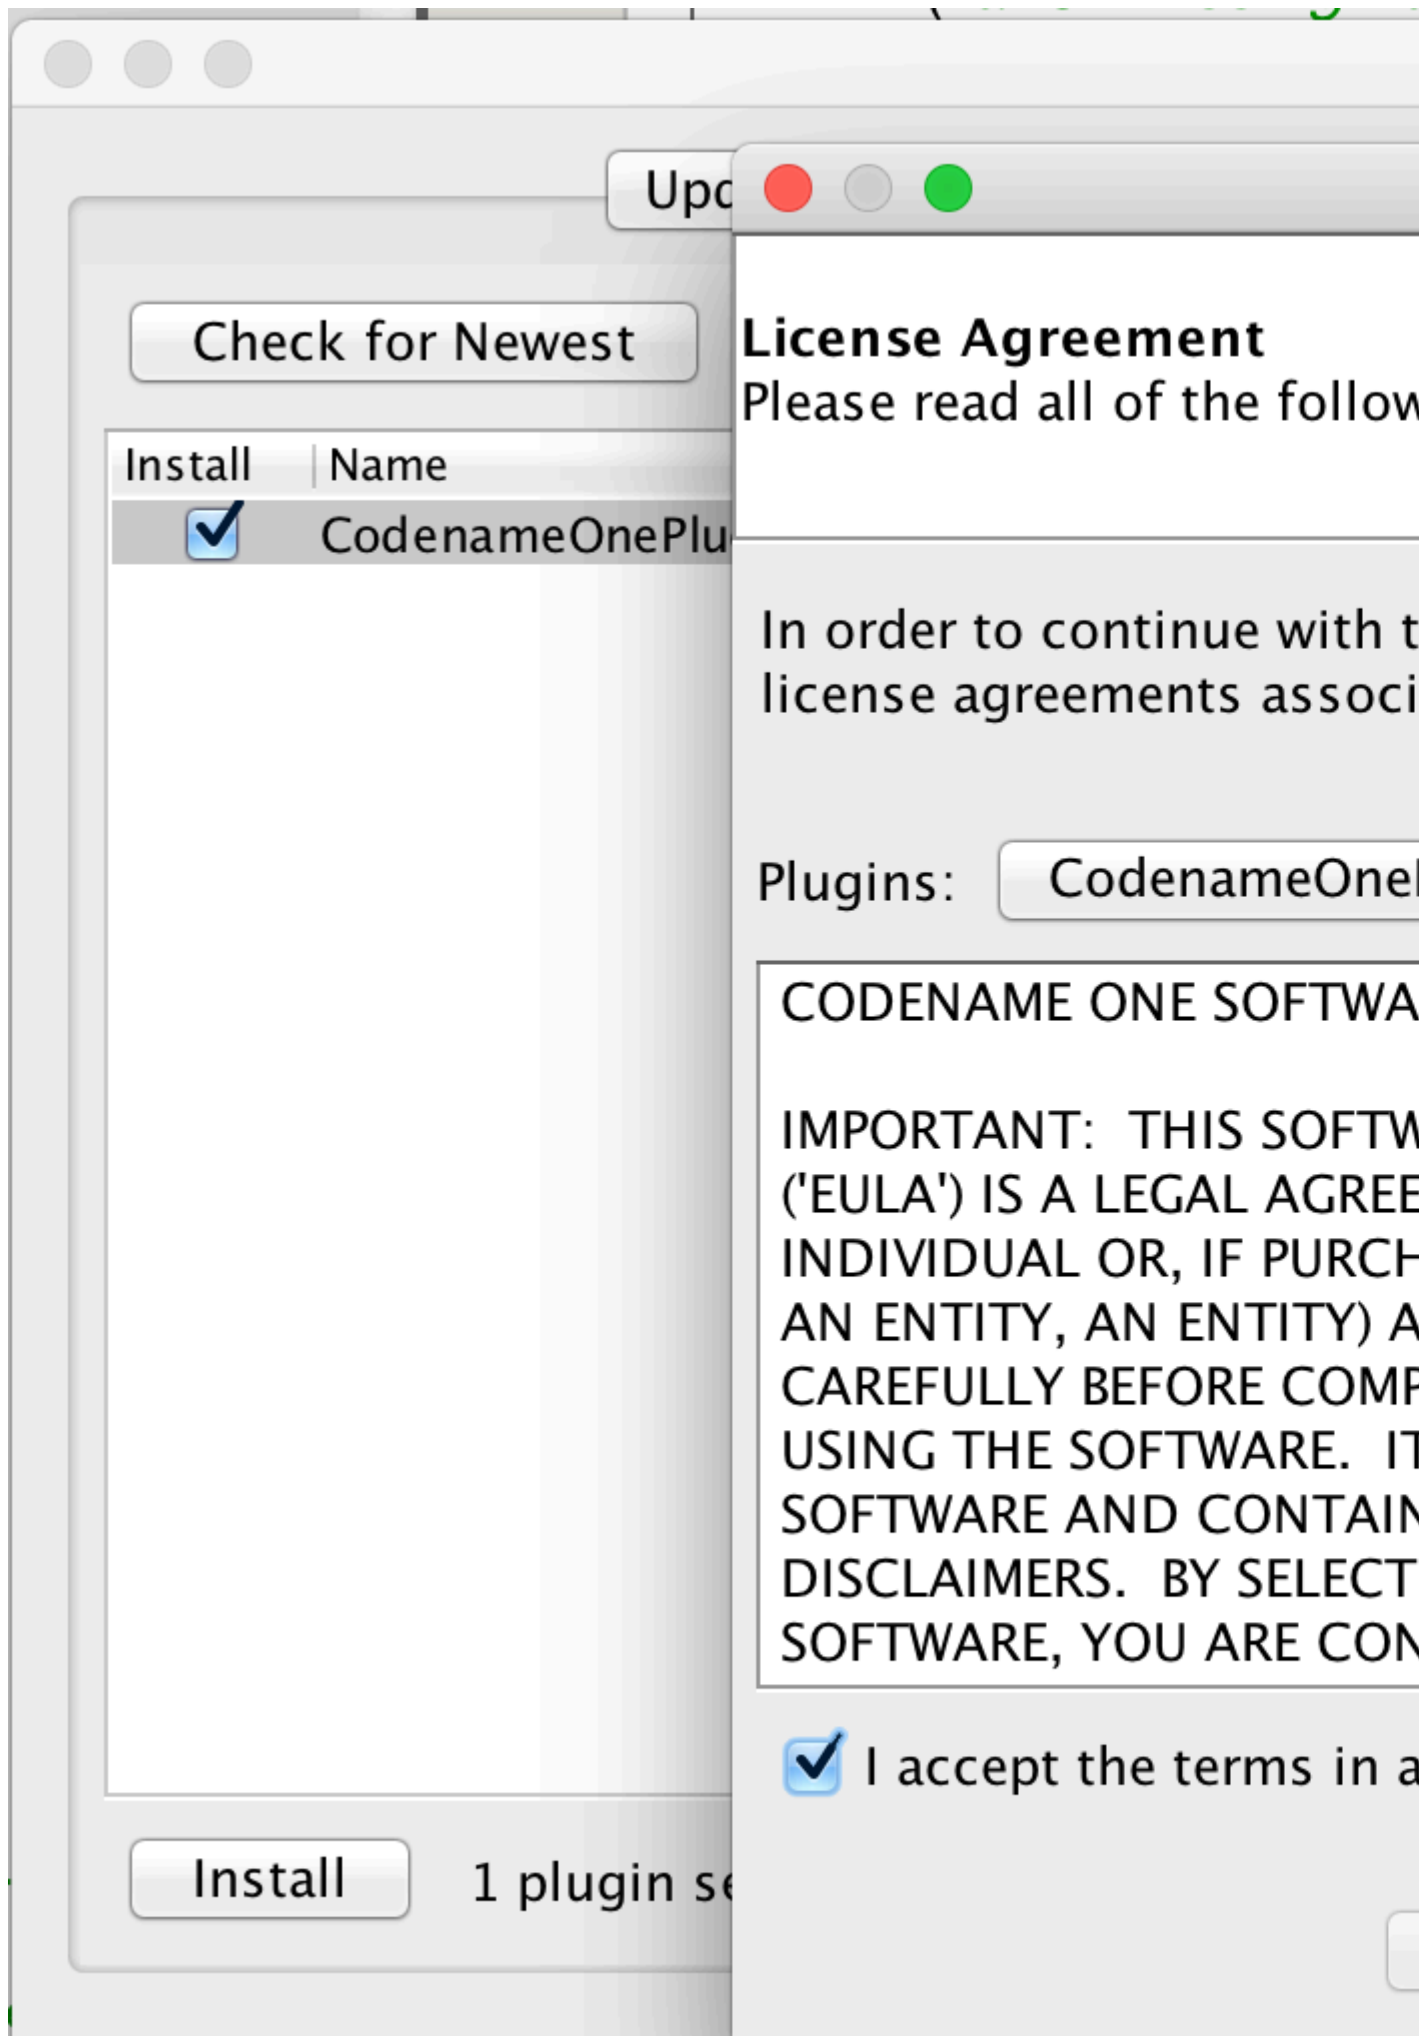 Upd
Check for Newest
Install Name
CodenameOnePlu
Install 1 plugin se
License Agreement
Please read all of the follow
In order to continue with t
license agreements associ
Plugins: CodenameOne
CODENAME ONE SOFTWA
IMPORTANT:  THIS SOFTW
('EULA') IS A LEGAL AGREE
INDIVIDUAL OR, IF PURCH
AN ENTITY, AN ENTITY) A
CAREFULLY BEFORE COMP
USING THE SOFTWARE.  IT
SOFTWARE AND CONTAIN
DISCLAIMERS.  BY SELECT
SOFTWARE, YOU ARE CON
I accept the terms in a